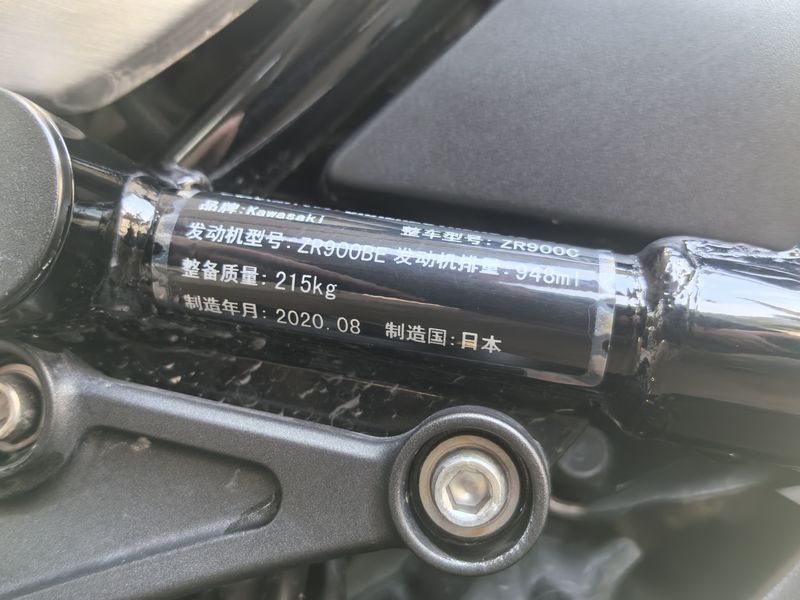 品牌:Kawasaki 整车型号: ZR900C
发动机型号: ZR900BE 发动机排量: 948ml
整备质量: 215kg
制造年月: 2020.08 制造国:日本